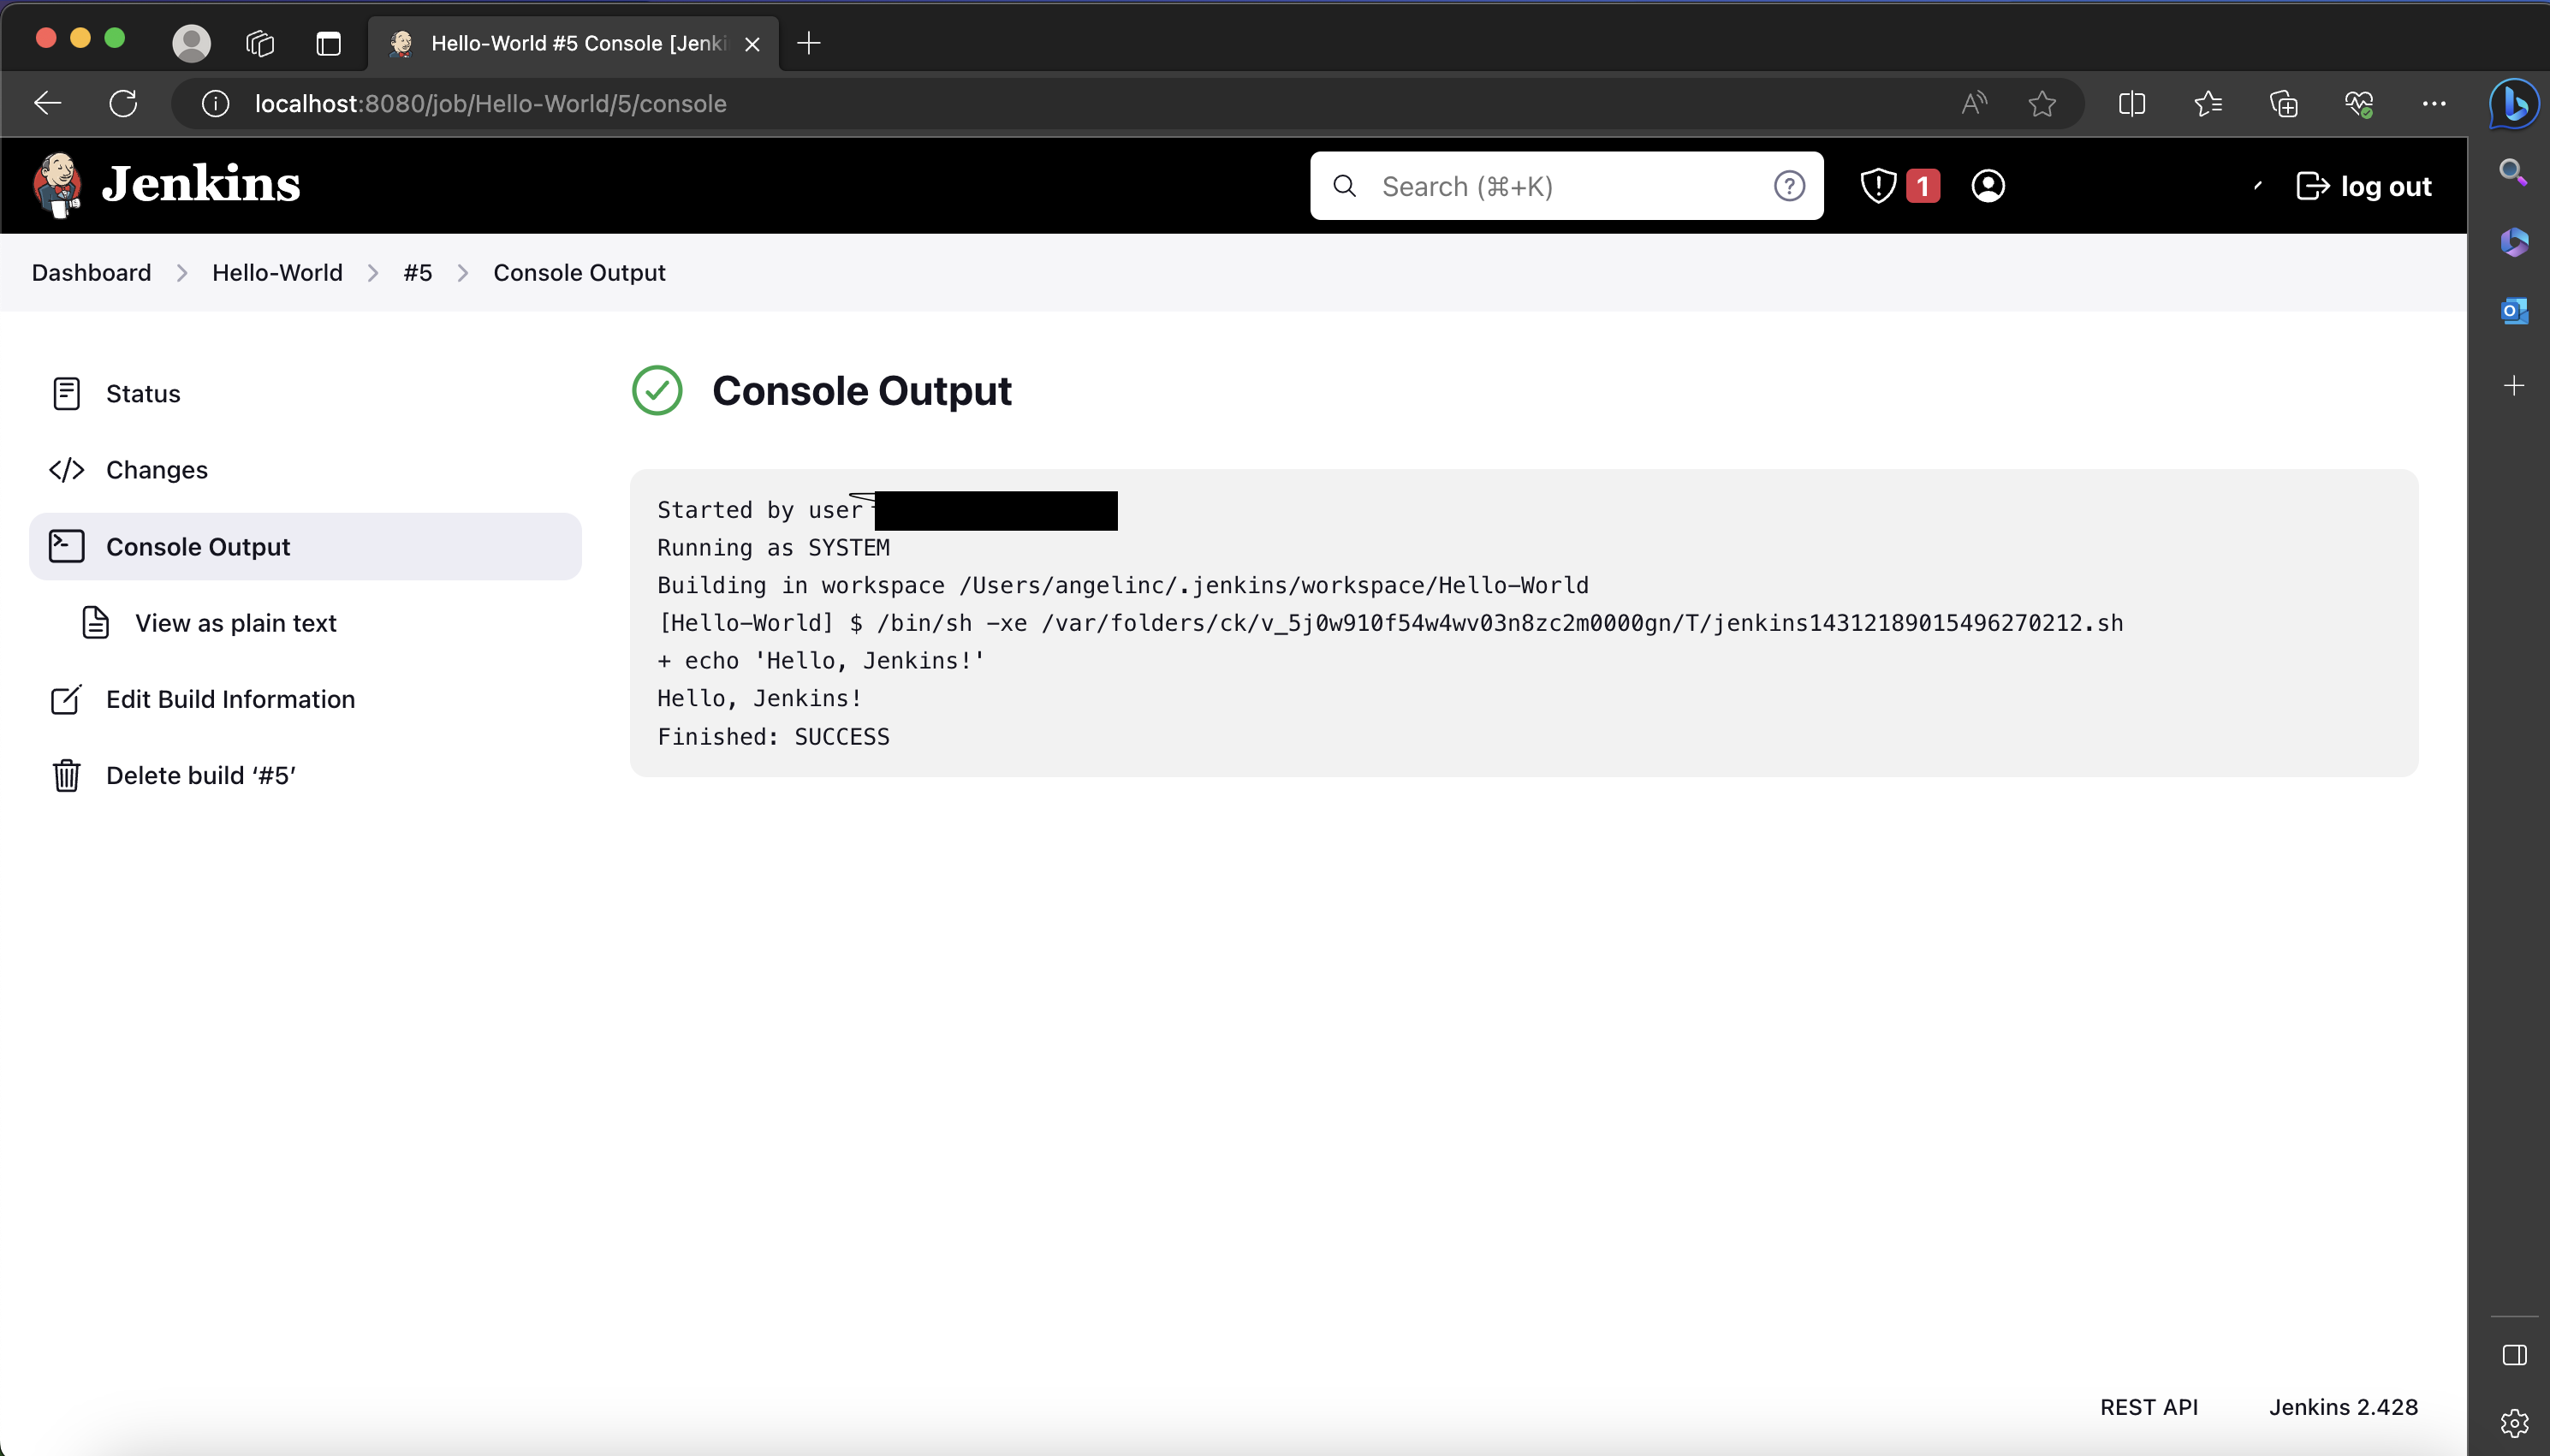 Hello-World #5 Console [Jenki
localhost:8080/job/Hello-World/5/console
Jenkins
Search (⌘+K)
1
log out
Dashboard > Hello-World > #5 > Console Output
Status
Changes
Console Output
View as plain text
Edit Build Information
Delete build ‘#5’
Console Output
Started by user
Running as SYSTEM
Building in workspace /Users/angelinc/.jenkins/workspace/Hello-World
[Hello-World] $ /bin/sh -xe /var/folders/ck/v_5j0w910f54w4wv03n8zc2m0000gn/T/jenkins14312189015496270212.sh
+ echo 'Hello, Jenkins!'
Hello, Jenkins!
Finished: SUCCESS
REST API
Jenkins 2.428